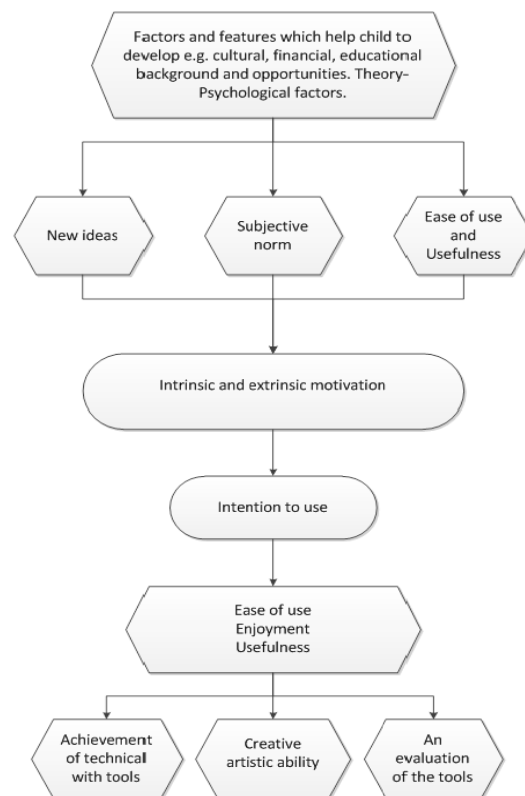 Factors and features which help child to
develop e.g. cultural, financial, educational
background and opportunities. Theory-
Psychological factors.
New ideas
Subjective
norm
Ease of use
and
Usefulness
Intrinsic and extrinsic motivation
Intention to use
Ease of use
Enjoyment
Usefulness
Achievement
of technical
with tools
Creative
artistic ability
An
evaluation
of the tools